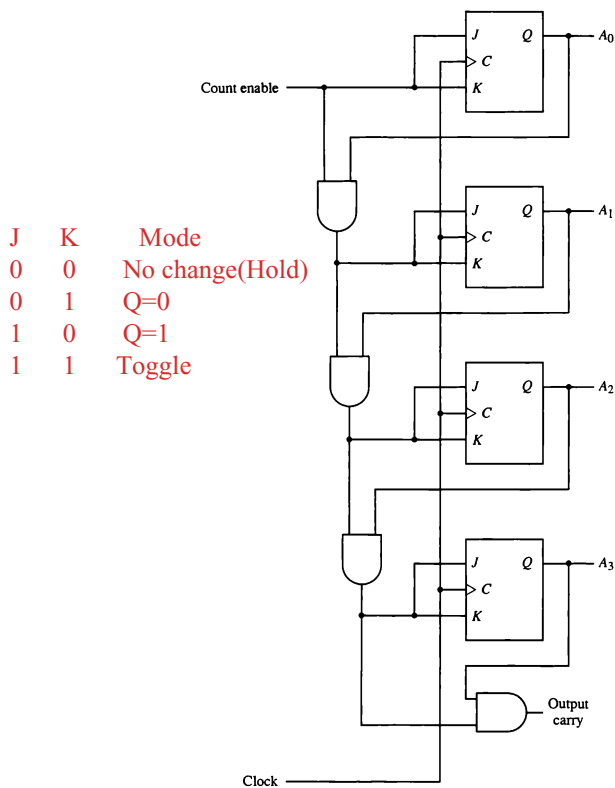 J Q A₀
C
Count enable K
J Q A₁
C
K
J K Mode
0 0 No change(Hold)
0 1 Q=0
1 0 Q=1
1 1 Toggle
J Q A₂
C
K
J Q A₃
C
K
Output
carry
Clock